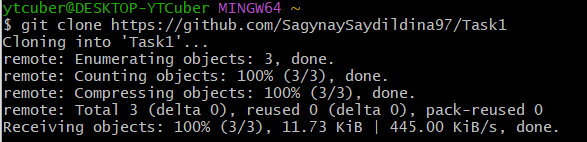 ytcuber@DESKTOP-YTCuber MINGW64 ~
$ git clone https://github.com/SagynaySaydildina97/Task1
Cloning into 'Task1'...
remote: Enumerating objects: 3, done.
remote: Counting objects: 100% (3/3), done.
remote: Compressing objects: 100% (3/3), done.
remote: Total 3 (delta 0), reused 0 (delta 0), pack-reused 0
Receiving objects: 100% (3/3), 11.73 KiB | 445.00 KiB/s, done.